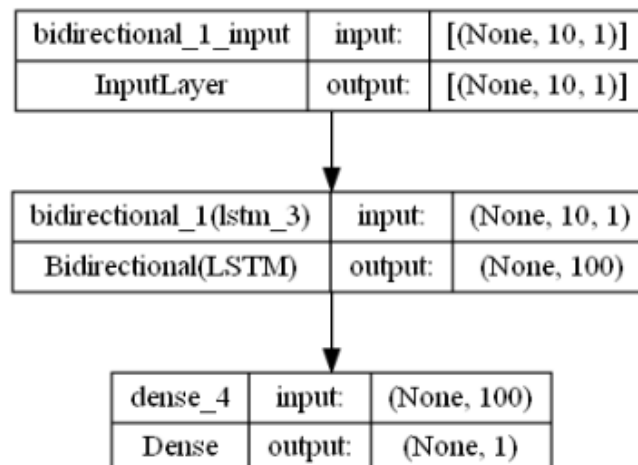 bidirectional_1_input input: [(None, 10, 1)]
InputLayer output: [(None, 10, 1)]
bidirectional_1(lstm_3) input: (None, 10, 1)
Bidirectional(LSTM) output: (None, 100)
dense_4 input: (None, 100)
Dense output: (None, 1)